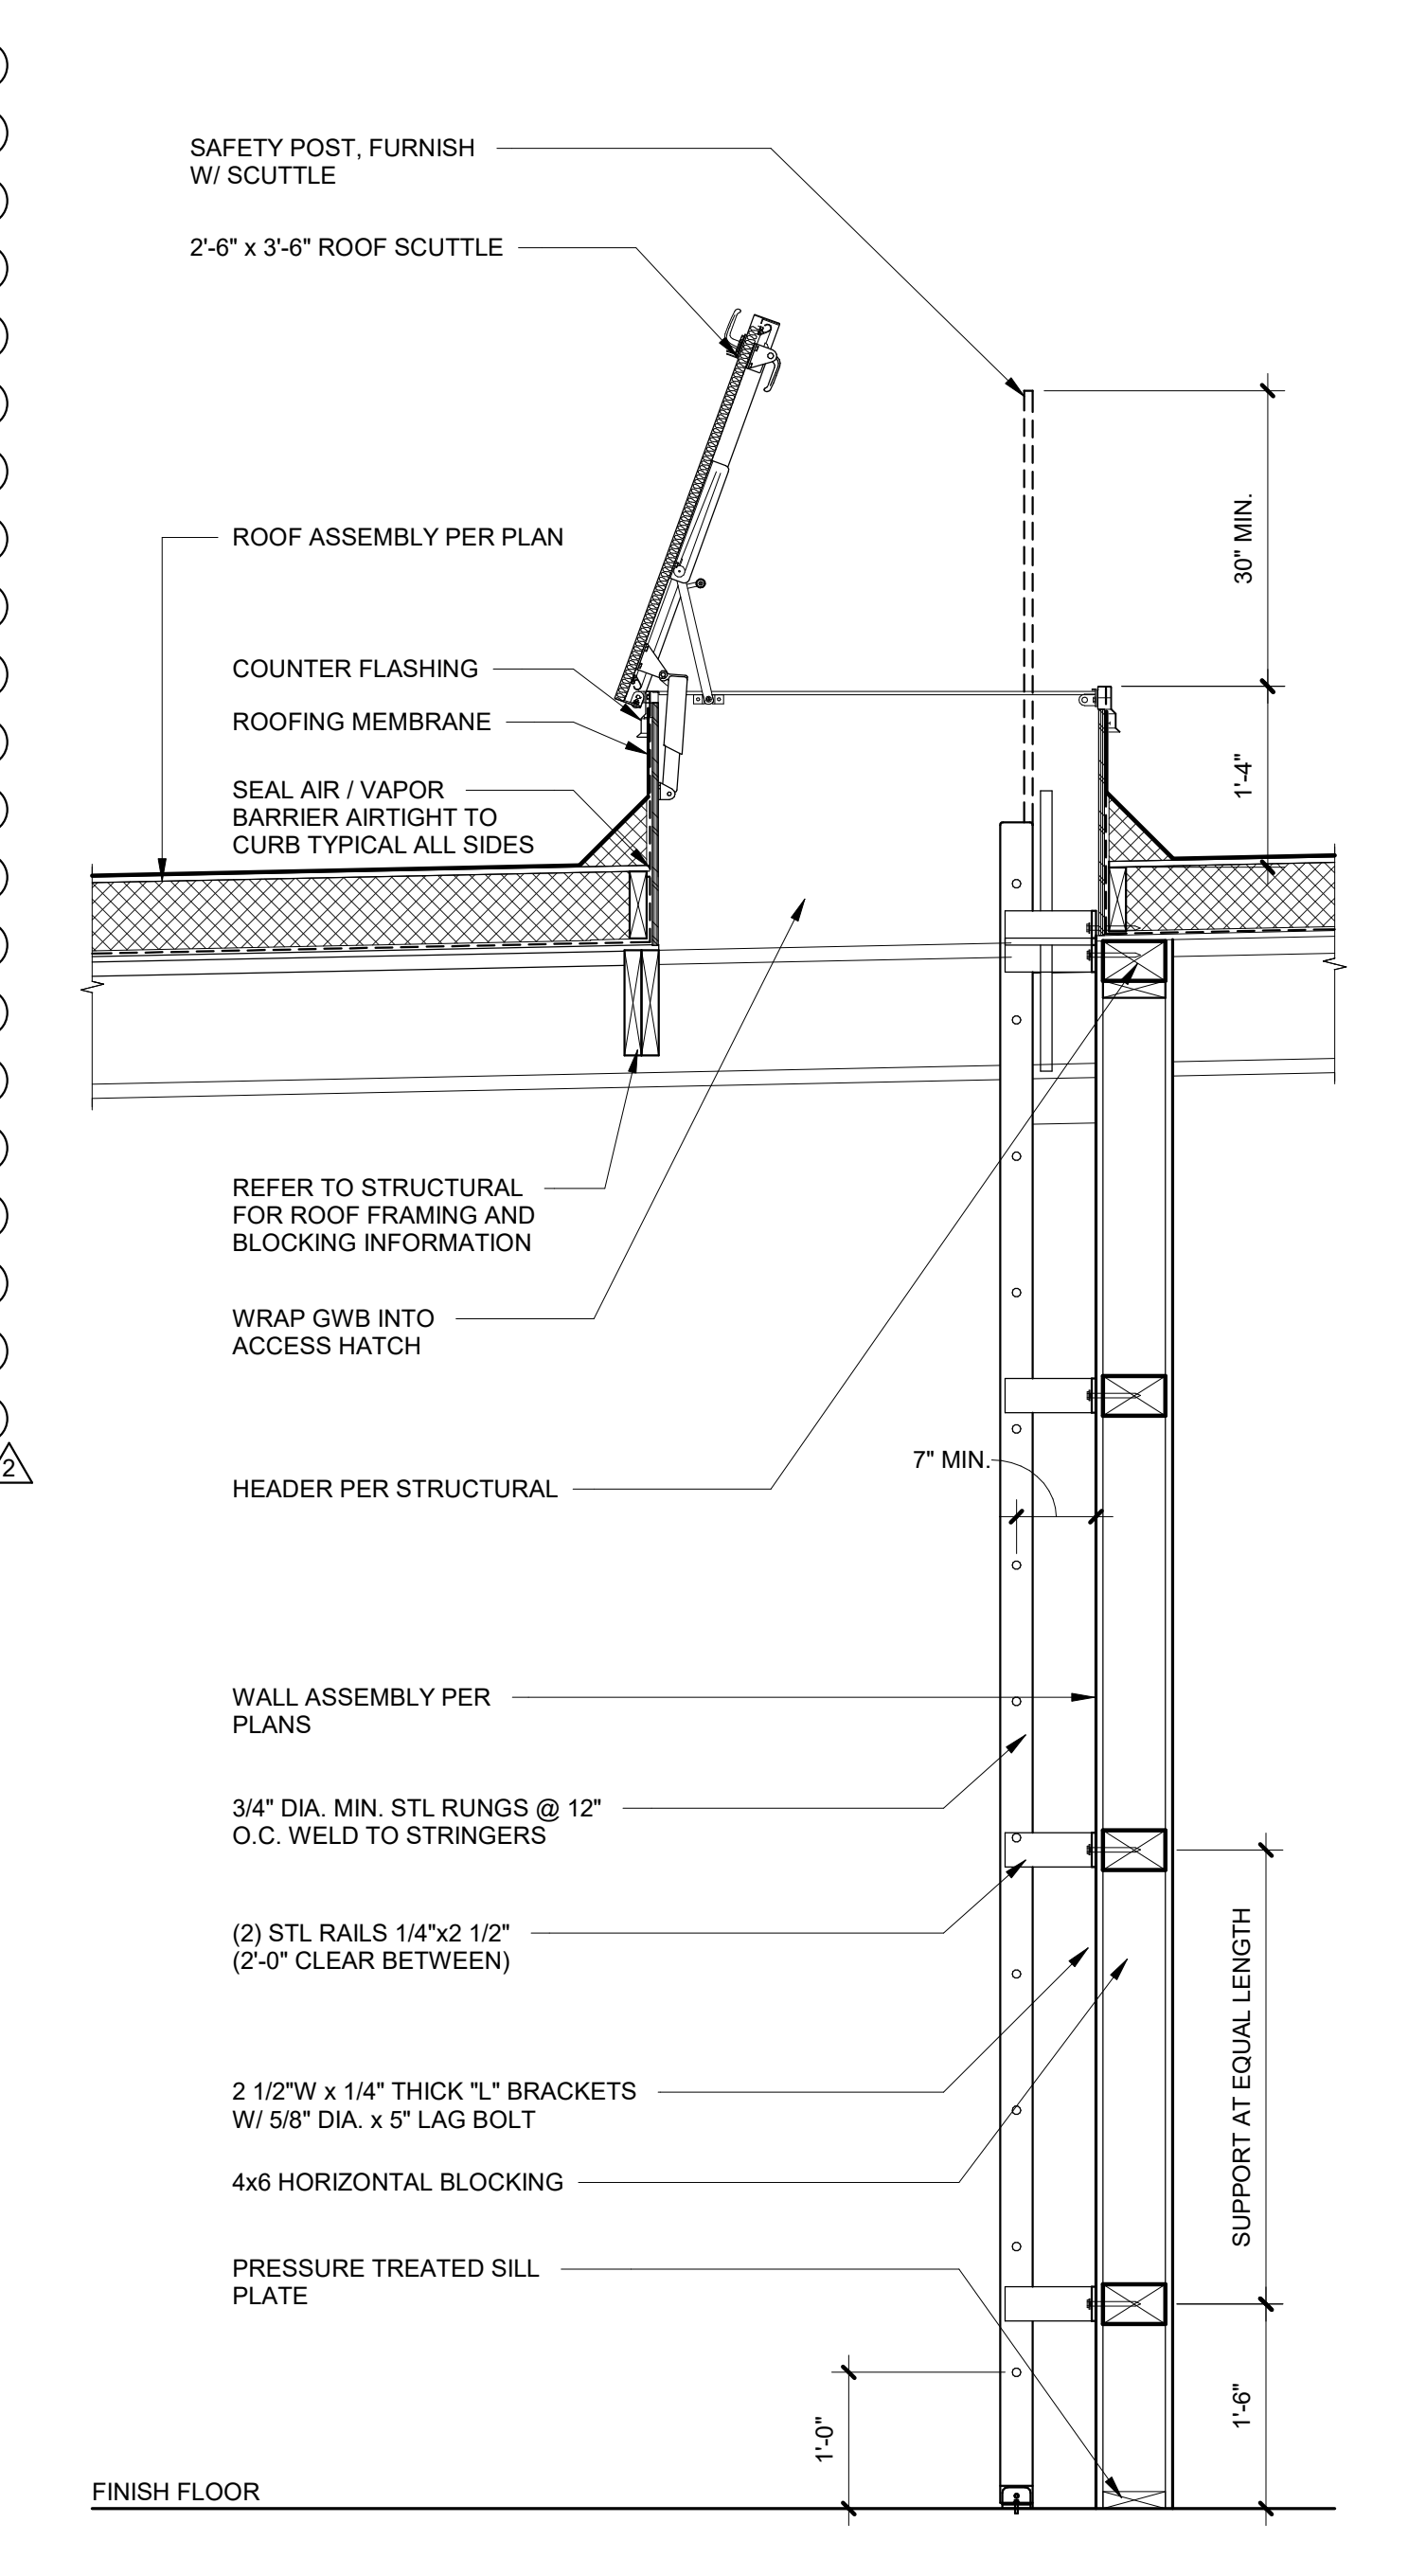 SAFETY POST, FURNISH
W/ SCUTTLE
2'-6" x 3'-6" ROOF SCUTTLE
30" MIN.
ROOF ASSEMBLY PER PLAN
COUNTER FLASHING
ROOFING MEMBRANE
1'-4"
SEAL AIR / VAPOR
BARRIER AIRTIGHT TO
CURB TYPICAL ALL SIDES
REFER TO STRUCTURAL
FOR ROOF FRAMING AND
BLOCKING INFORMATION
WRAP GWB INTO
ACCESS HATCH
2
7" MIN.
HEADER PER STRUCTURAL
WALL ASSEMBLY PER
PLANS
3/4" DIA. MIN. STL RUNGS @ 12"
O.C. WELD TO STRINGERS
(2) STL RAILS 1/4"x2 1/2"
(2'-0" CLEAR BETWEEN)
SUPPORT AT EQUAL LENGTH
2 1/2"W x 1/4" THICK "L" BRACKETS
W/ 5/8" DIA. x 5" LAG BOLT
4x6 HORIZONTAL BLOCKING
PRESSURE TREATED SILL
PLATE
1'-6"
1'-0"
FINISH FLOOR